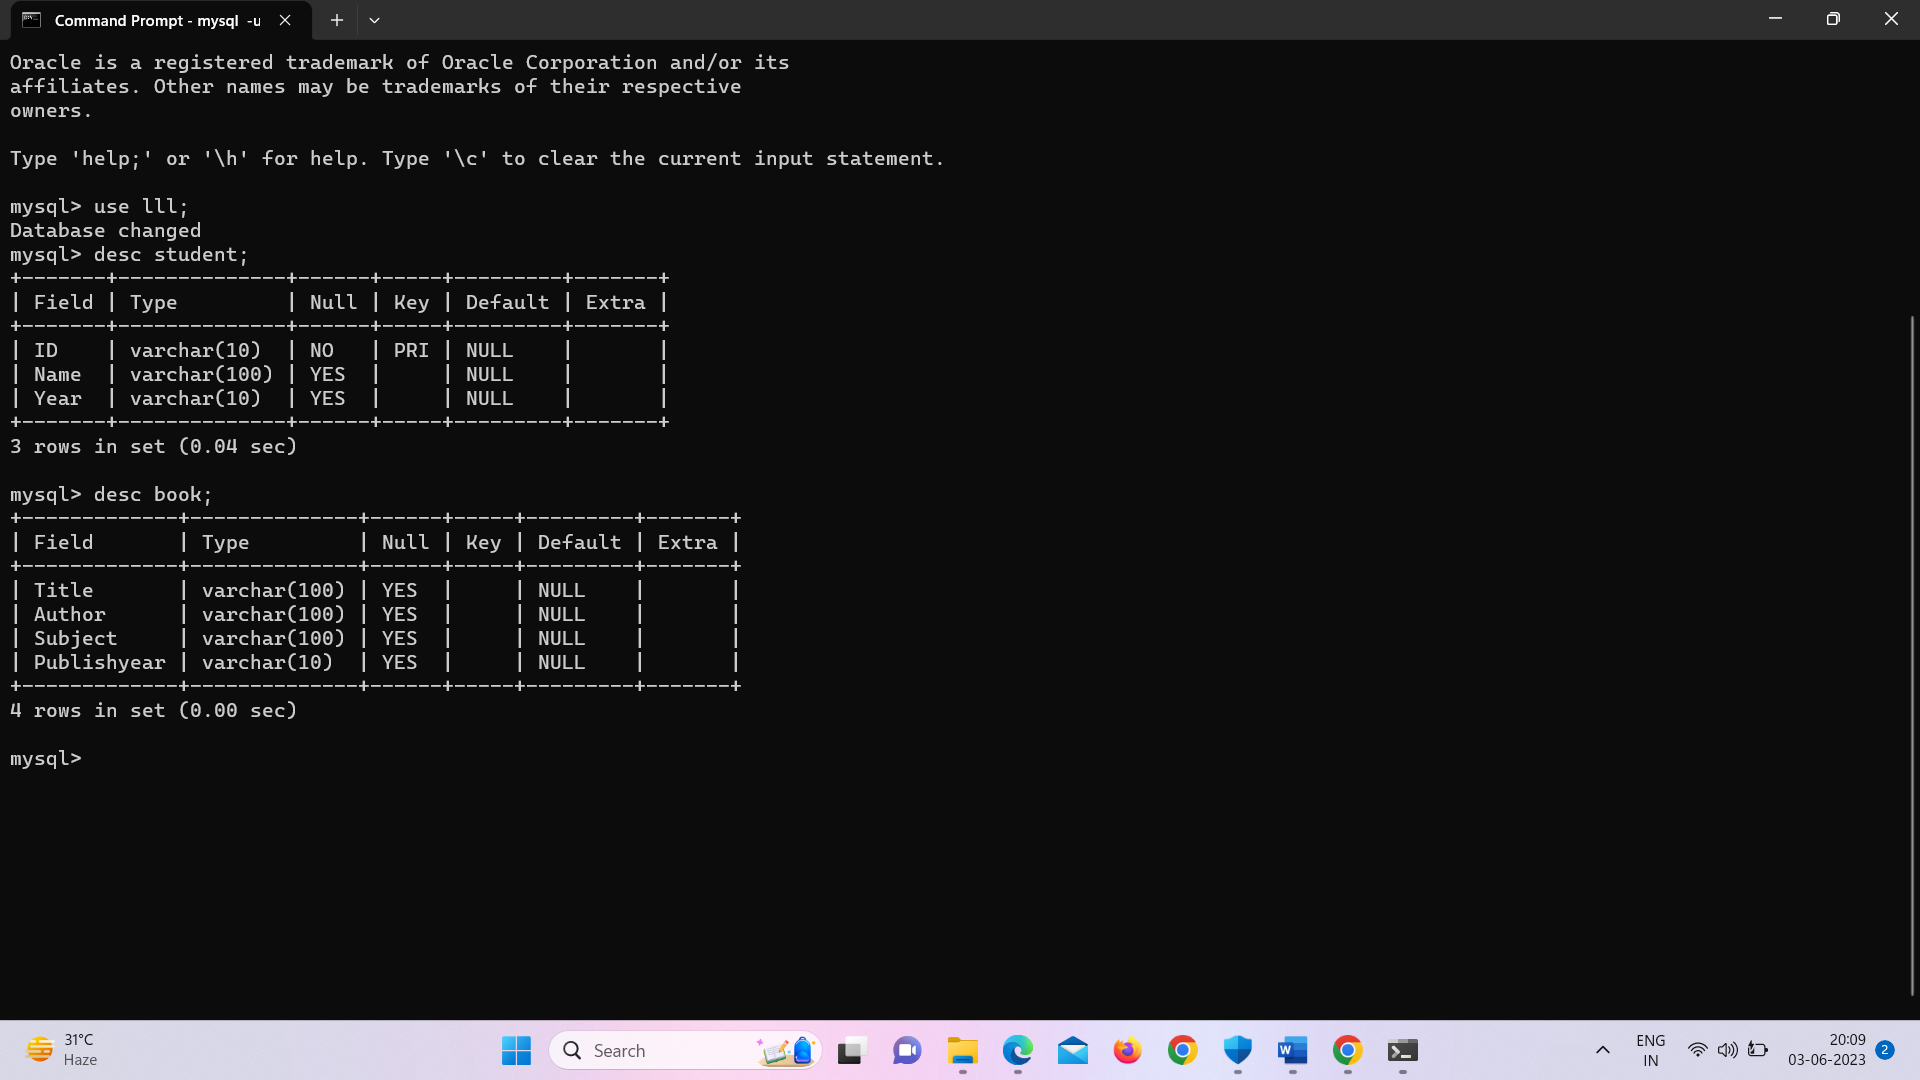 Command Prompt - mysql  -u
Oracle is a registered trademark of Oracle Corporation and/or its
affiliates. Other names may be trademarks of their respective
owners.
Type 'help;' or '\h' for help. Type '\c' to clear the current input statement.
mysql> use lll;
Database changed
mysql> desc student;
+-------+--------------+------+-----+---------+-------+
| Field | Type         | Null | Key | Default | Extra |
+-------+--------------+------+-----+---------+-------+
| ID    | varchar(10)  | NO   | PRI | NULL    |       |
| Name  | varchar(100) | YES  |     | NULL    |       |
| Year  | varchar(10)  | YES  |     | NULL    |       |
+-------+--------------+------+-----+---------+-------+
3 rows in set (0.04 sec)
mysql> desc book;
+-------------+--------------+------+-----+---------+-------+
| Field       | Type         | Null | Key | Default | Extra |
+-------------+--------------+------+-----+---------+-------+
| Title       | varchar(100) | YES  |     | NULL    |       |
| Author      | varchar(100) | YES  |     | NULL    |       |
| Subject     | varchar(100) | YES  |     | NULL    |       |
| Publishyear | varchar(10)  | YES  |     | NULL    |       |
+-------------+--------------+------+-----+---------+-------+
4 rows in set (0.00 sec)
mysql>
31°C
Haze
Search
W
ENG
IN
20:09
03-06-2023
2